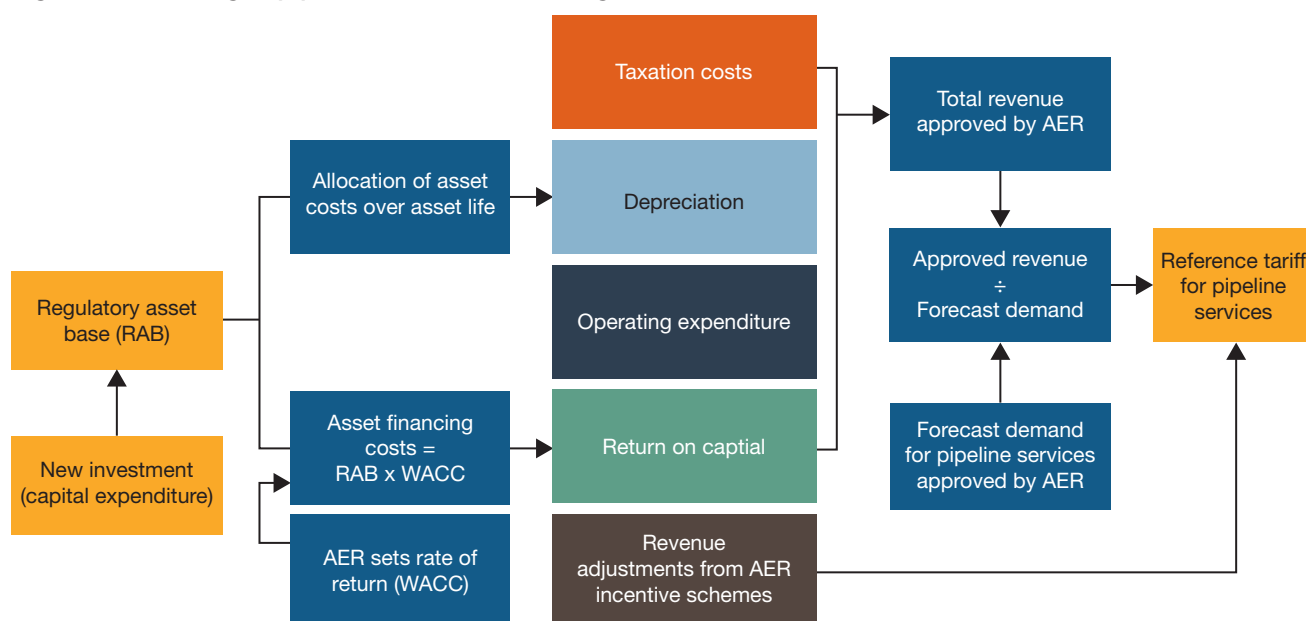 Taxation costs
Total revenue
approved by AER
Allocation of asset
costs over asset life
Depreciation
Approved revenue
÷
Forecast demand
Reference tariff
for pipeline
services
Regulatory asset
base (RAB)
Operating expenditure
Asset financing
costs =
RAB x WACC
Return on captial
Forecast demand
for pipeline services
approved by AER
New investment
(capital expenditure)
AER sets rate of
return (WACC)
Revenue
adjustments from AER
incentive schemes